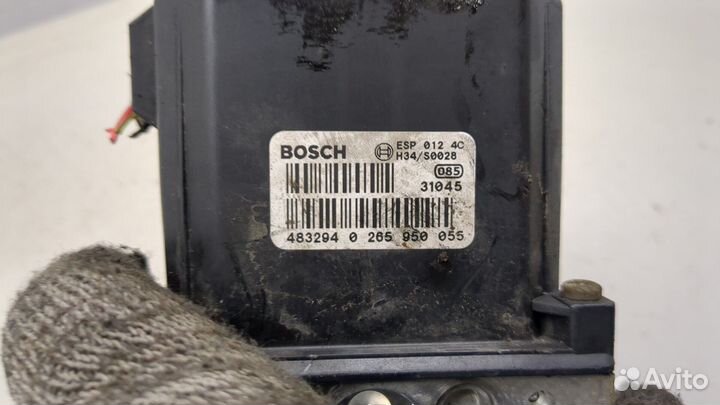 BOSCH ESP 012 4C
H34/S0028
085
31045
483294 0 265 950 055
Avito